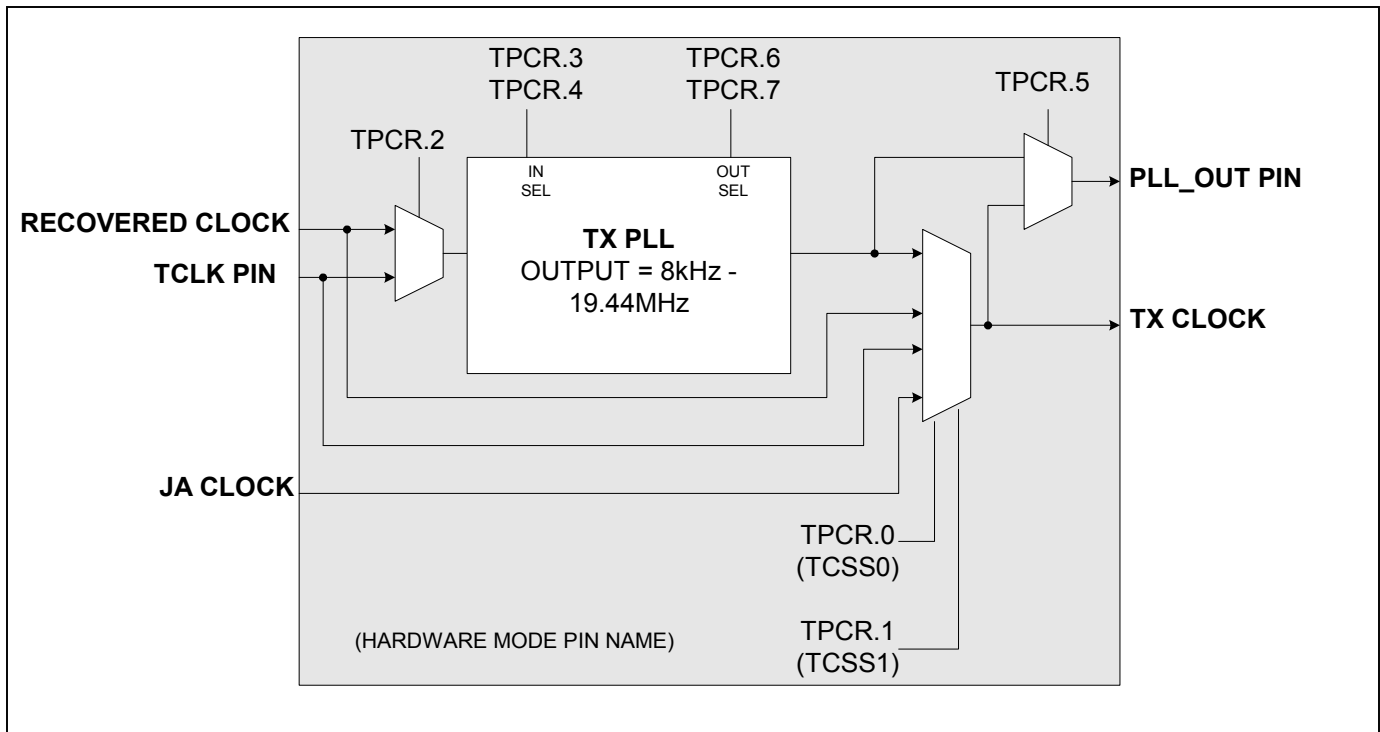 TPCR.3
TPCR.4
TPCR.6
TPCR.7
TPCR.5
TPCR.2
IN
SEL
OUT
SEL
PLL_OUT PIN
RECOVERED CLOCK
TX PLL
OUTPUT = 8kHz -
19.44MHz
TCLK PIN
TX CLOCK
JA CLOCK
TPCR.0
(TCSS0)
(HARDWARE MODE PIN NAME)
TPCR.1
(TCSS1)